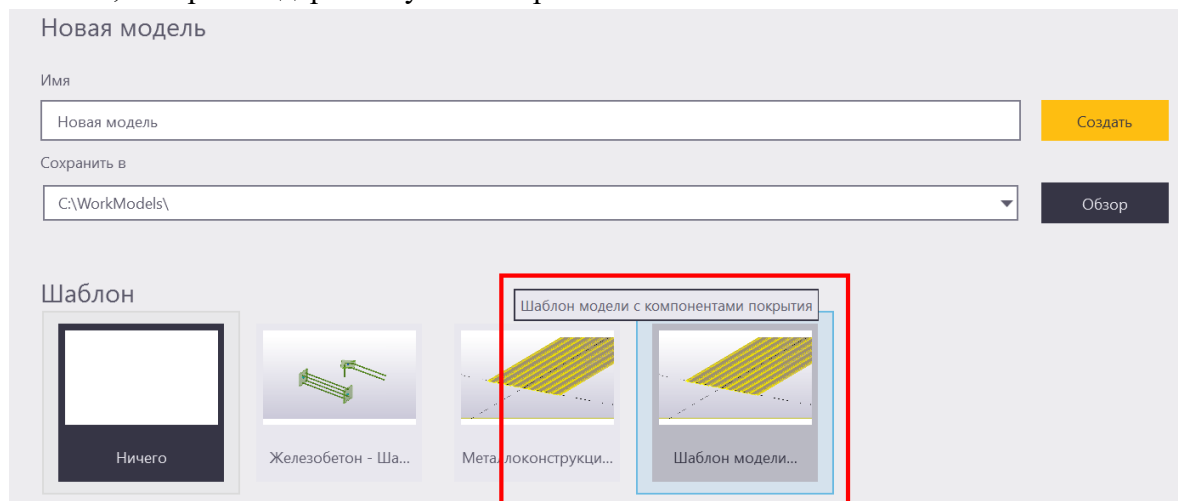 Новая модель
Имя
Новая модель
Создать
Сохранить в
C:\WorkModels\
Обзор
Шаблон
Шаблон модели с компонентами покрытия
Ничего
Железобетон - Ша...
Металлоконструкци...
Шаблон модели...